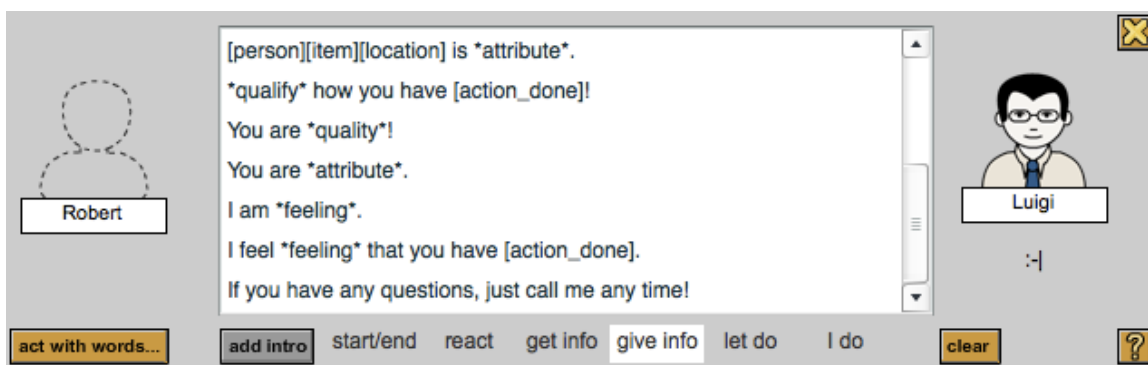 [person][item][location] is *attribute*.
*qualify* how you have [action_done]!
You are *quality*!
You are *attribute*.
I am *feeling*.
I feel *feeling* that you have [action_done].
If you have any questions, just call me any time!
Robert
Luigi
:-|
act with words...
add intro start/end react get info give info let do I do
clear
?